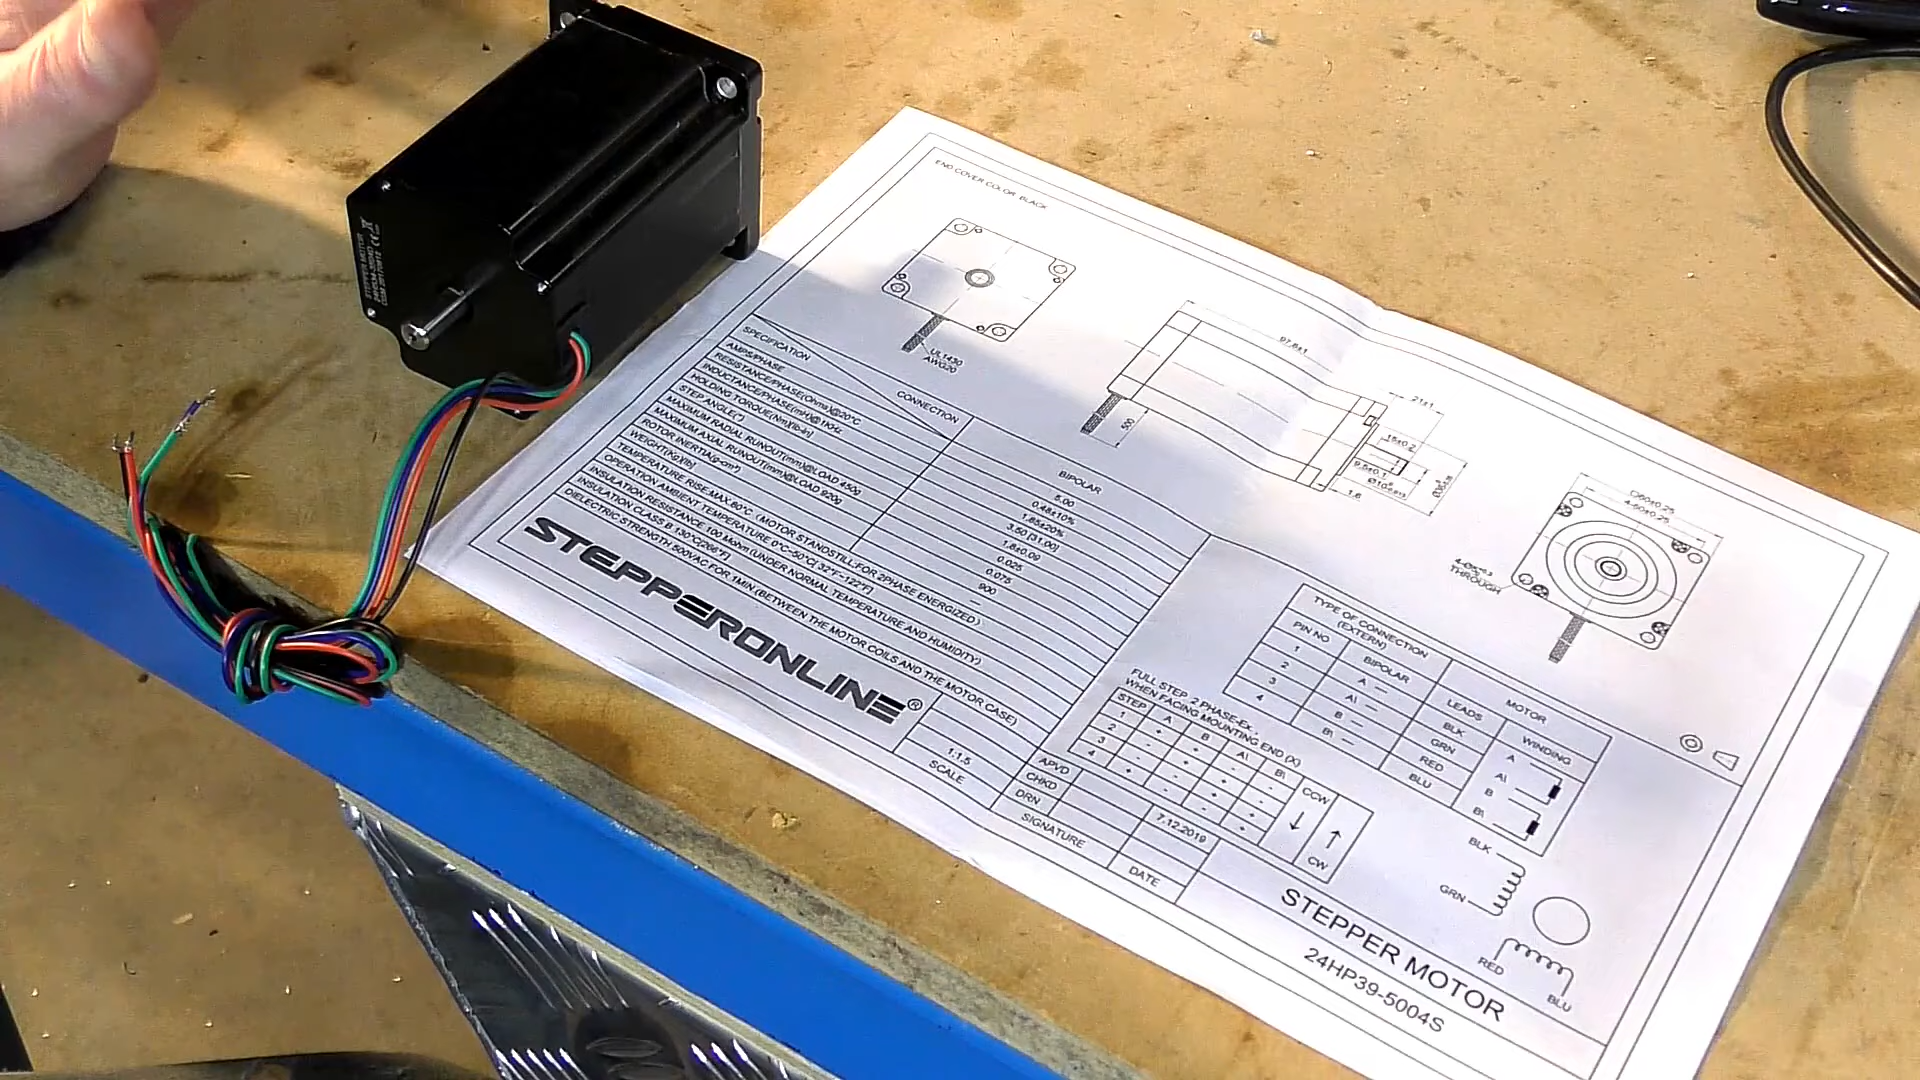 STEPPER MOTOR
END COVER COLOR: BLACK
UL1430
AWG20
97.8±1
500
21±1
15±0.2
9.5±0.1
1.6
4-50±0.25
THROUGH
SPECIFICATION
CONNECTION
BIPOLAR
AMPS/PHASE
5.00
RESISTANCE/PHASE(Ohms)@20°C
0.48±10%
INDUCTANCE/PHASE(mH)@1KHz
1.85±20%
HOLDING TORQUE(Nm)[lb-in]
3.50 [31.00]
STEP ANGLE(°)
1.8±0.09
MAXIMUM RADIAL RUNOUT(mm)@LOAD 450g
0.025
MAXIMUM AXIAL RUNOUT(mm)@LOAD 920g
0.075
ROTOR INERTIA(g-cm²)
900
WEIGHT(Kg)[lb]
—
TEMPERATURE RISE:MAX.80°C (MOTOR STANDSTILL;FOR 2PHASE ENERGIZED)
OPERATION AMBIENT TEMPERATURE 0°C~50°C[ 32°F~122°F]
INSULATION RESISTANCE 100 Mohm (UNDER NORMAL TEMPERATURE AND HUMIDITY)
INSULATION CLASS B 130°C[266°F]
DIELECTRIC STRENGTH 500VAC FOR 1MIN (BETWEEN THE MOTOR COILS AND THE MOTOR CASE)
STEPPERONLINE®
1:1.5
SCALE
APVD
CHKD
DRN
SIGNATURE
7.12.2019
DATE
FULL STEP 2 PHASE-Ex.,
WHEN FACING MOUNTING END (X)
STEP A B A\ B\
1
2
3
4
CCW
CW
TYPE OF CONNECTION
(EXTERN)
MOTOR
PIN NO BIPOLAR LEADS WINDING
1 A — BLK A
2 A\ — GRN A\
3 B — RED B
4 B\ — BLU B\
BLK
GRN
RED
BLU
STEPPER MOTOR
24HP39-5004S